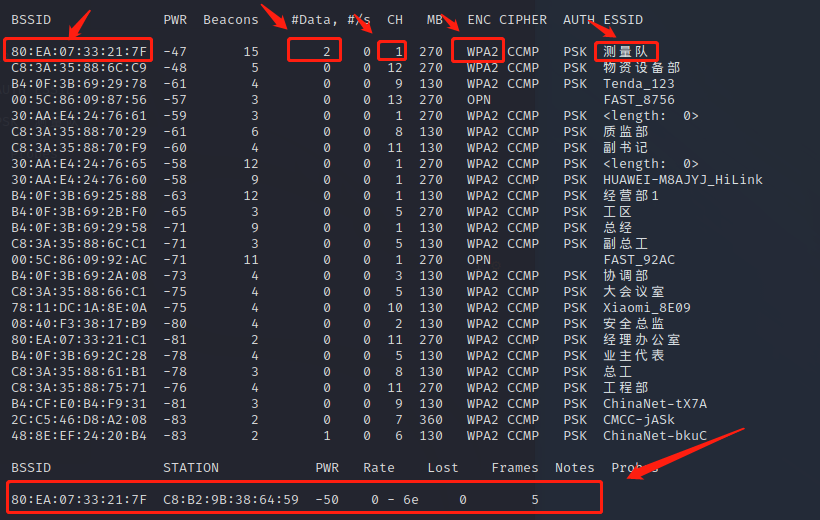 BSSID PWR Beacons #Data, #/s CH MB ENC CIPHER AUTH ESSID
80:EA:07:33:21:7F -47 15 2 0 1 270 WPA2 CCMP PSK 测量队
C8:3A:35:88:6C:C9 -48 5 0 0 12 270 WPA2 CCMP PSK 物资设备部
B4:0F:3B:69:29:78 -61 4 0 0 9 130 WPA2 CCMP PSK Tenda_123
00:5C:86:09:87:56 -57 3 0 0 13 270 OPN FAST_8756
30:AA:E4:24:76:61 -59 3 0 0 1 270 WPA2 CCMP PSK <length: 0>
C8:3A:35:88:70:29 -61 6 0 0 8 130 WPA2 CCMP PSK 质监部
C8:3A:35:88:70:F9 -60 4 0 0 11 130 WPA2 CCMP PSK 副书记
30:AA:E4:24:76:65 -58 12 0 0 1 270 WPA2 CCMP PSK <length: 0>
30:AA:E4:24:76:60 -58 9 0 0 1 270 WPA2 CCMP PSK HUAWEI-M8AJYJ_HiLink
B4:0F:3B:69:25:88 -63 12 0 0 1 130 WPA2 CCMP PSK 经营部1
B4:0F:3B:69:2B:F0 -65 3 0 0 5 270 WPA2 CCMP PSK 工区
B4:0F:3B:69:29:58 -71 9 0 0 1 130 WPA2 CCMP PSK 总经
C8:3A:35:88:6C:C1 -71 3 0 0 5 130 WPA2 CCMP PSK 副总工
00:5C:86:09:92:AC -71 11 0 0 1 270 OPN FAST_92AC
B4:0F:3B:69:2A:08 -73 4 0 0 3 130 WPA2 CCMP PSK 协调部
C8:3A:35:88:66:C1 -75 4 0 0 5 130 WPA2 CCMP PSK 大会议室
78:11:DC:1A:8E:0A -75 4 0 0 10 130 WPA2 CCMP PSK Xiaomi_8E09
08:40:F3:38:17:B9 -80 4 0 0 2 130 WPA2 CCMP PSK 安全总监
80:EA:07:33:21:C1 -81 2 0 0 11 270 WPA2 CCMP PSK 经理办公室
B4:0F:3B:69:2C:28 -78 4 0 0 5 130 WPA2 CCMP PSK 业主代表
C8:3A:35:88:61:B1 -78 3 0 0 8 130 WPA2 CCMP PSK 总工
C8:3A:35:88:75:71 -76 4 0 0 11 270 WPA2 CCMP PSK 工程部
B4:CF:E0:B4:F9:31 -81 3 0 0 9 130 WPA2 CCMP PSK ChinaNet-tX7A
2C:C5:46:D8:A2:08 -83 2 0 0 7 360 WPA2 CCMP PSK CMCC-jASk
48:8E:EF:24:20:B4 -83 2 1 0 6 130 WPA2 CCMP PSK ChinaNet-bkuC
BSSID STATION PWR Rate Lost Frames Notes Probes
80:EA:07:33:21:7F C8:B2:9B:38:64:59 -50 0 - 6e 0 5